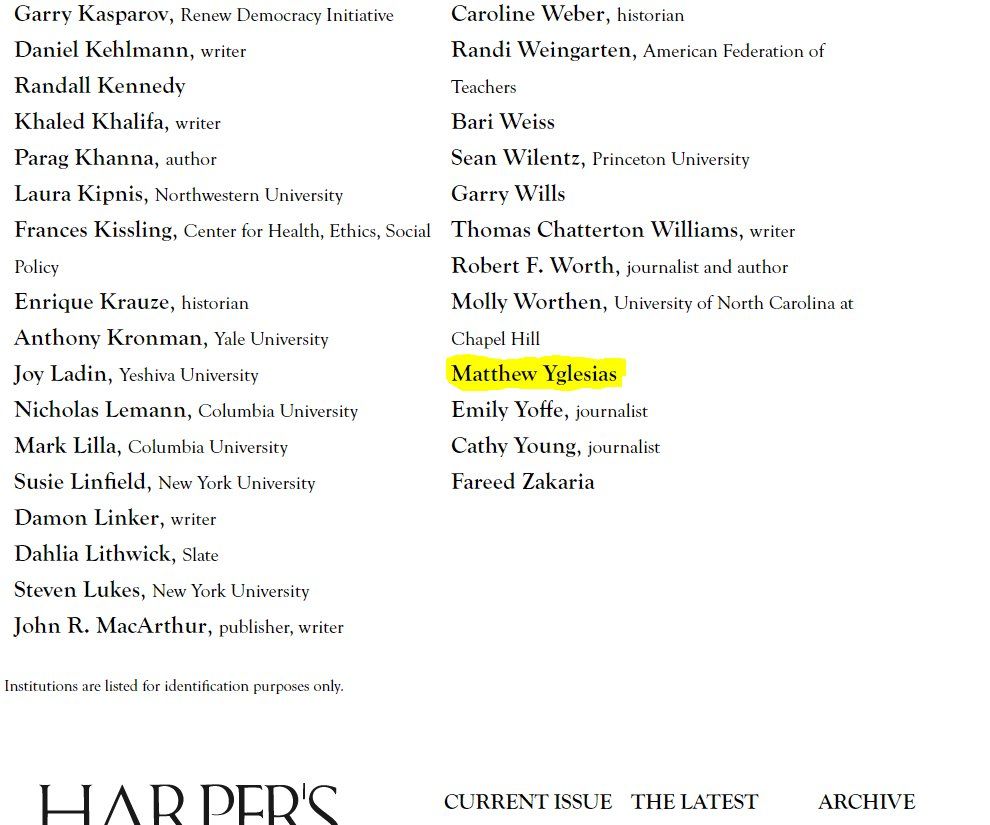 Garry Kasparov, Renew Democracy Initiative
Daniel Kehlmann, writer
Randall Kennedy
Khaled Khalifa, writer
Parag Khanna, author
Laura Kipnis, Northwestern University
Frances Kissling, Center for Health, Ethics, Social
Policy
Enrique Krauze, historian
Anthony Kronman, Yale University
Joy Ladin, Yeshiva University
Nicholas Lemann, Columbia University
Mark Lilla, Columbia University
Susie Linfield, New York University
Damon Linker, writer
Dahlia Lithwick, Slate
Steven Lukes, New York University
John R. MacArthur, publisher, writer
Caroline Weber, historian
Randi Weingarten, American Federation of
Teachers
Bari Weiss
Sean Wilentz, Princeton University
Garry Wills
Thomas Chatterton Williams, writer
Robert F. Worth, journalist and author
Molly Worthen, University of North Carolina at
Chapel Hill
Matthew Yglesias
Emily Yoffe, journalist
Cathy Young, journalist
Fareed Zakaria
Institutions are listed for identification purposes only.
HARPER'S
CURRENT ISSUE THE LATEST ARCHIVE